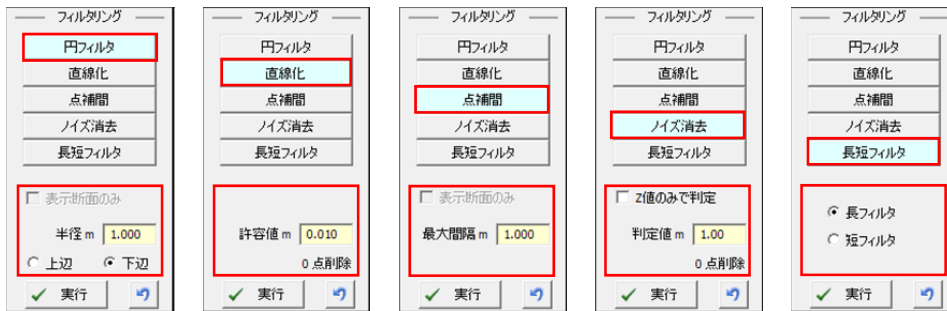 フィルタリング
円フィルタ
直線化
点補間
ノイズ消去
長短フィルタ
表示断面のみ
半径 m 1.000
上辺 下辺
実行
フィルタリング
円フィルタ
直線化
点補間
ノイズ消去
長短フィルタ
許容値 m 0.010
0 点削除
実行
フィルタリング
円フィルタ
直線化
点補間
ノイズ消去
長短フィルタ
表示断面のみ
最大間隔 m 1.000
実行
フィルタリング
円フィルタ
直線化
点補間
ノイズ消去
長短フィルタ
Z値のみで判定
判定値 m 1.00
0 点削除
実行
フィルタリング
円フィルタ
直線化
点補間
ノイズ消去
長短フィルタ
長フィルタ
短フィルタ
実行